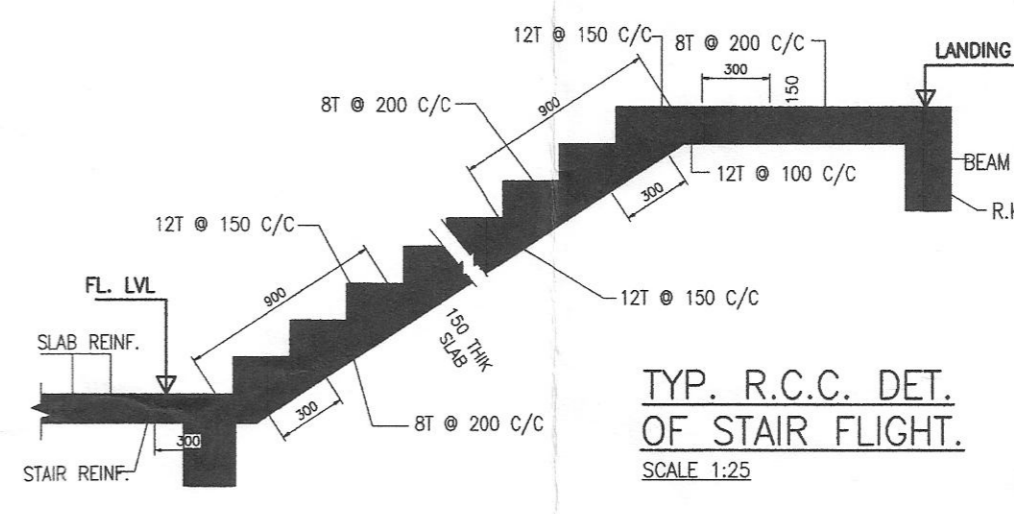 12T @ 150 C/C
8T @ 200 C/C
LANDING
300
150
900
8T @ 200 C/C
BEAM
12T @ 100 C/C
300
12T @ 150 C/C
FL. LVL
900
12T @ 150 C/C
SLAB REINF.
150 THIK
SLAB
300
8T @ 200 C/C
300
STAIR REINF.
TYP. R.C.C. DET.
OF STAIR FLIGHT.
SCALE 1:25